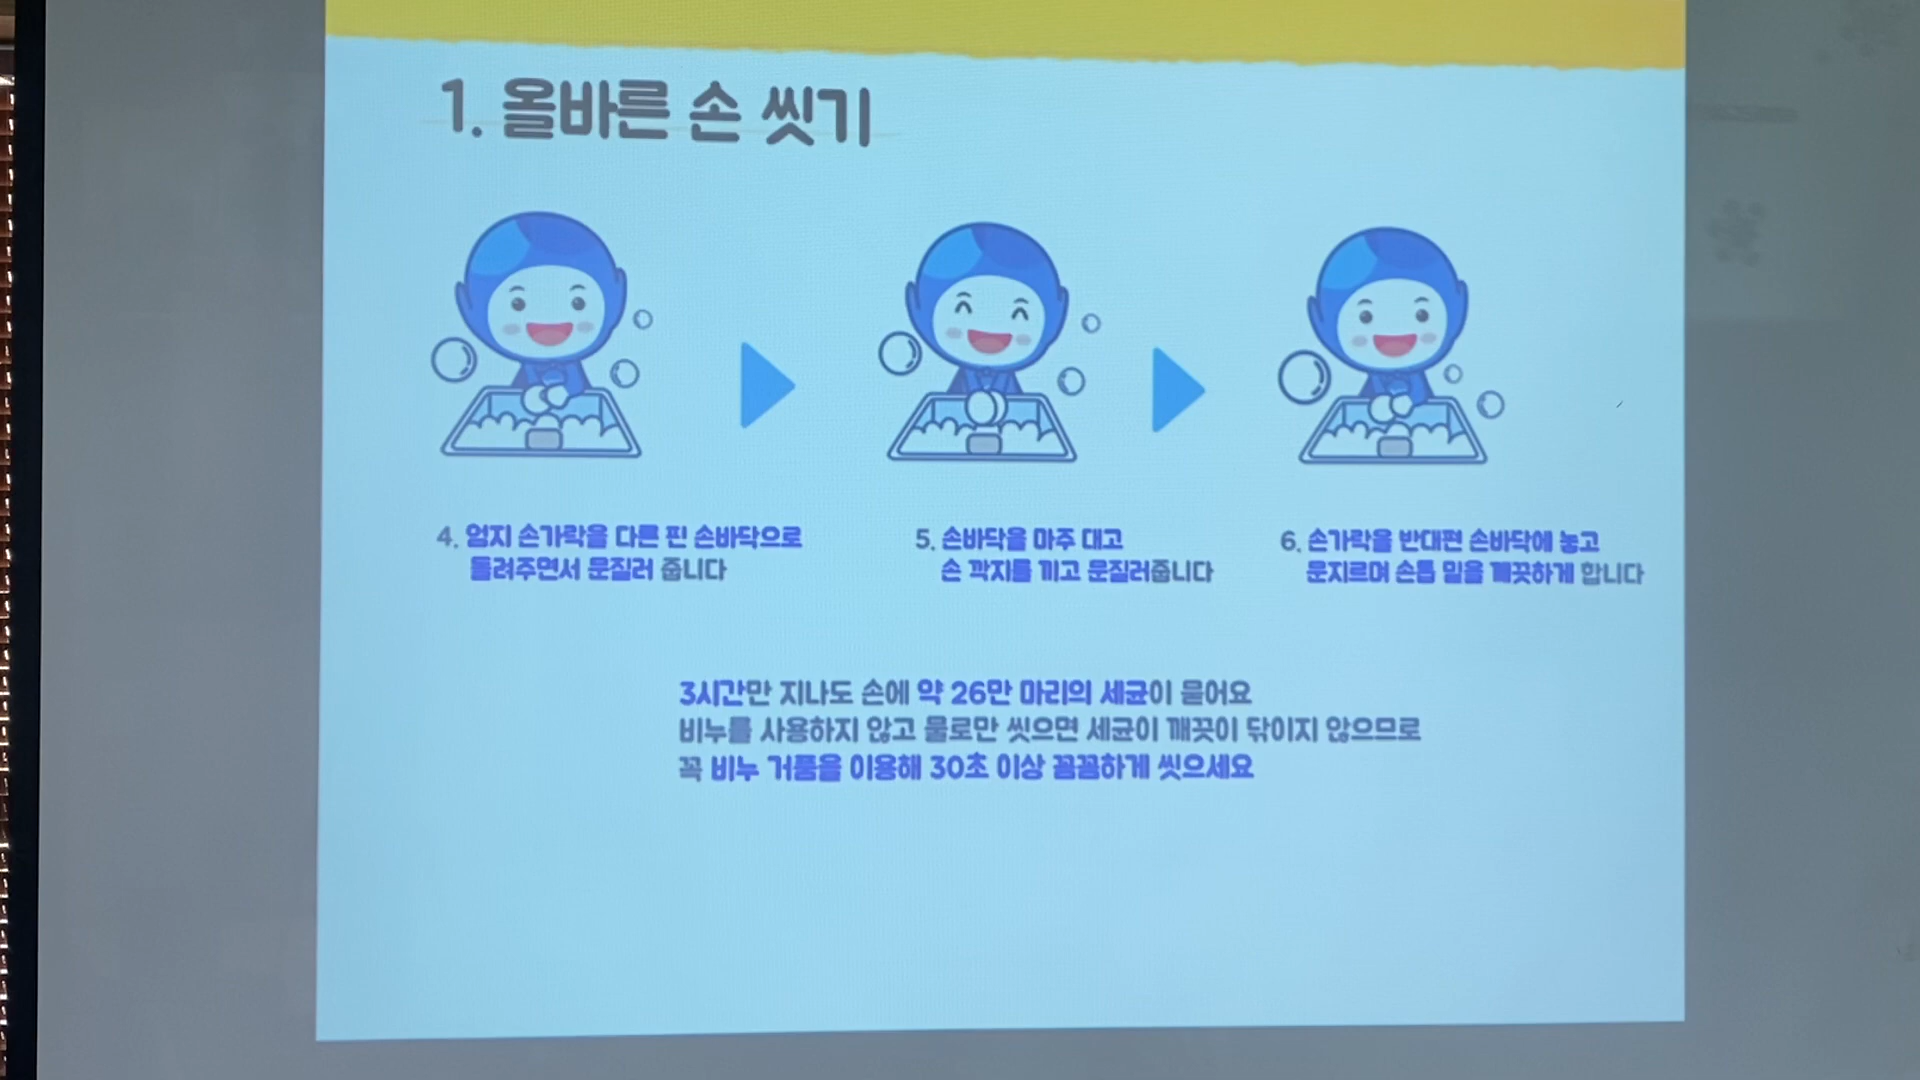 1. 올바른 손 씻기
4. 엄지 손가락을 다른 핀 손바닥으로
돌려주면서 문질러 줍니다
5. 손바닥을 마주 대고
손 깍지를 끼고 문질러줍니다
6. 손가락을 반대편 손바닥에 놓고
문지르며 손톱 밑을 깨끗하게 합니다
3시간만 지나도 손에 약 26만 마리의 세균이 묻어요
비누를 사용하지 않고 물로만 씻으면 세균이 깨끗이 닦이지 않으므로
꼭 비누 거품을 이용해 30초 이상 꼼꼼하게 씻으세요